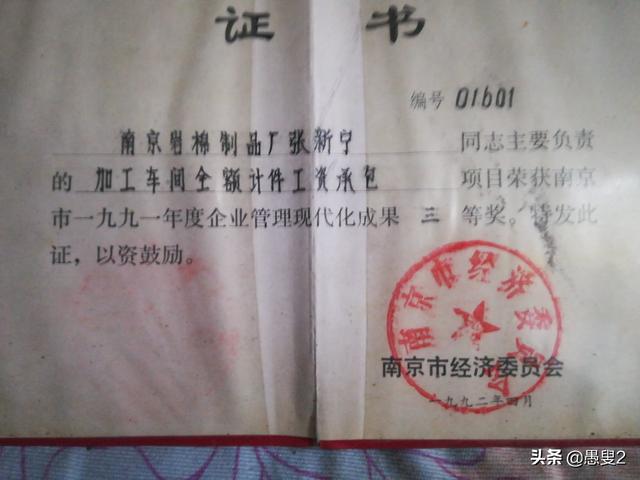 证 书
编号 01601
南京岩棉制品厂张新宁 同志主要负责
的 加工车间全额计件工资承包 项目荣获南京
市一九九一年度企业管理现代化成果 三 等奖。特发此
证，以资鼓励。
南京市经济委员会
南京市经济委员会
一九九二年四月
头条 @愚叟2